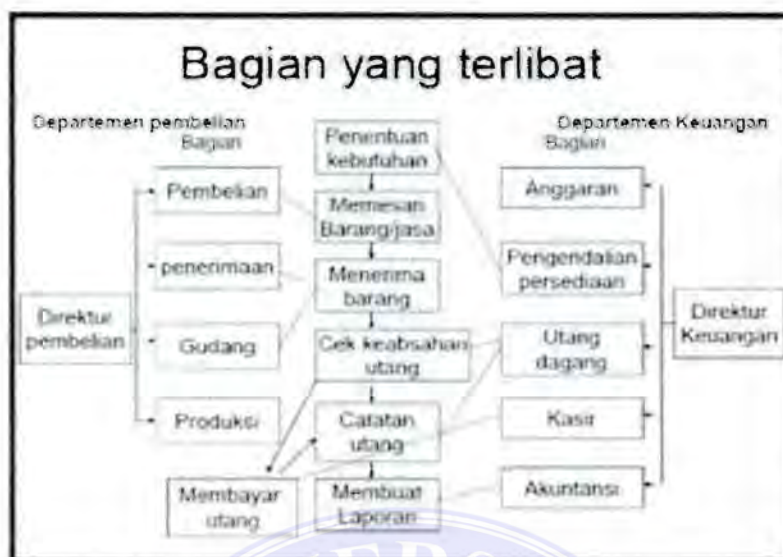 Bagian yang terlibat
Departemen pembelian
Bagian
Departemen Keuangan
Bagian
Direktur
pembelian
Pembelian
penerimaan
Gudang
Produksi
Penentuan
kebutuhan
Memesan
Barang/jasa
Menerima
barang
Cek keabsahan
utang
Catatan
utang
Membayar
utang
Membuat
Laporan
Anggaran
Pengendalian
persediaan
Utang
dagang
Kasir
Akuntansi
Direktur
Keuangan